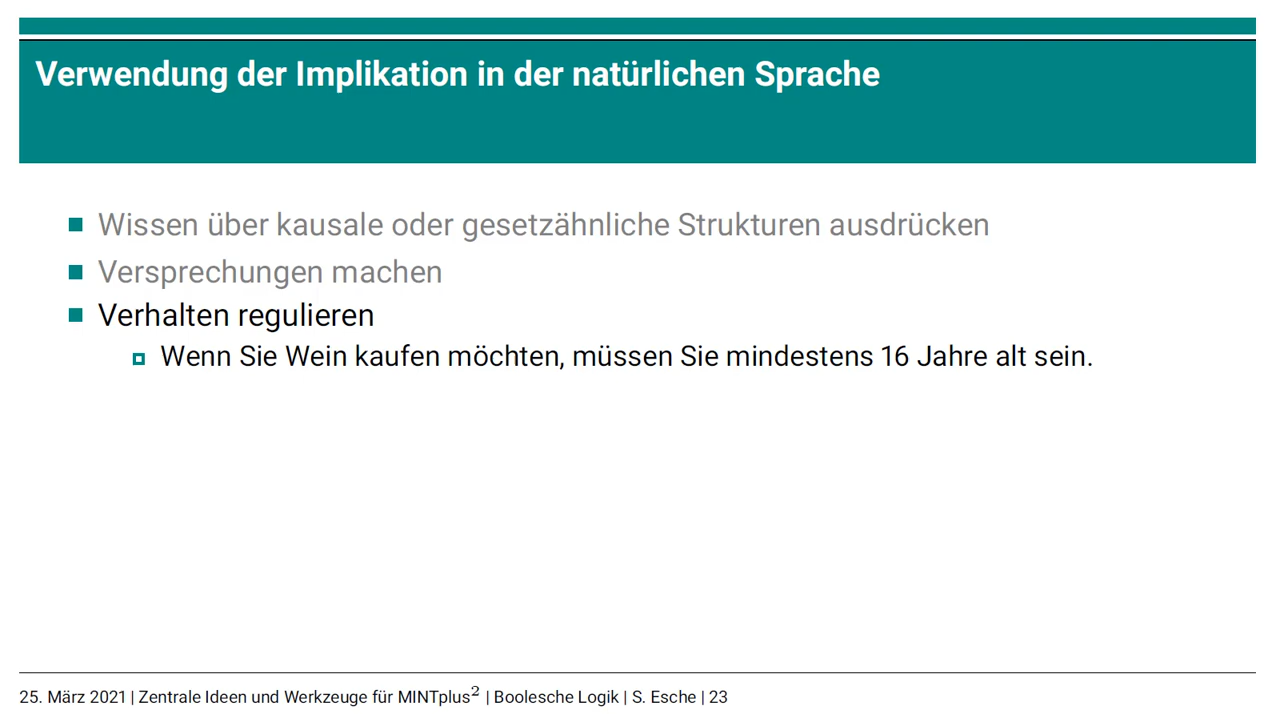 Verwendung der Implikation in der natürlichen Sprache
Wissen über kausale oder gesetzähnliche Strukturen ausdrücken
Versprechungen machen
Verhalten regulieren
Wenn Sie Wein kaufen möchten, müssen Sie mindestens 16 Jahre alt sein.
25. März 2021 | Zentrale Ideen und Werkzeuge für MINTplus² | Boolesche Logik | S. Esche | 23